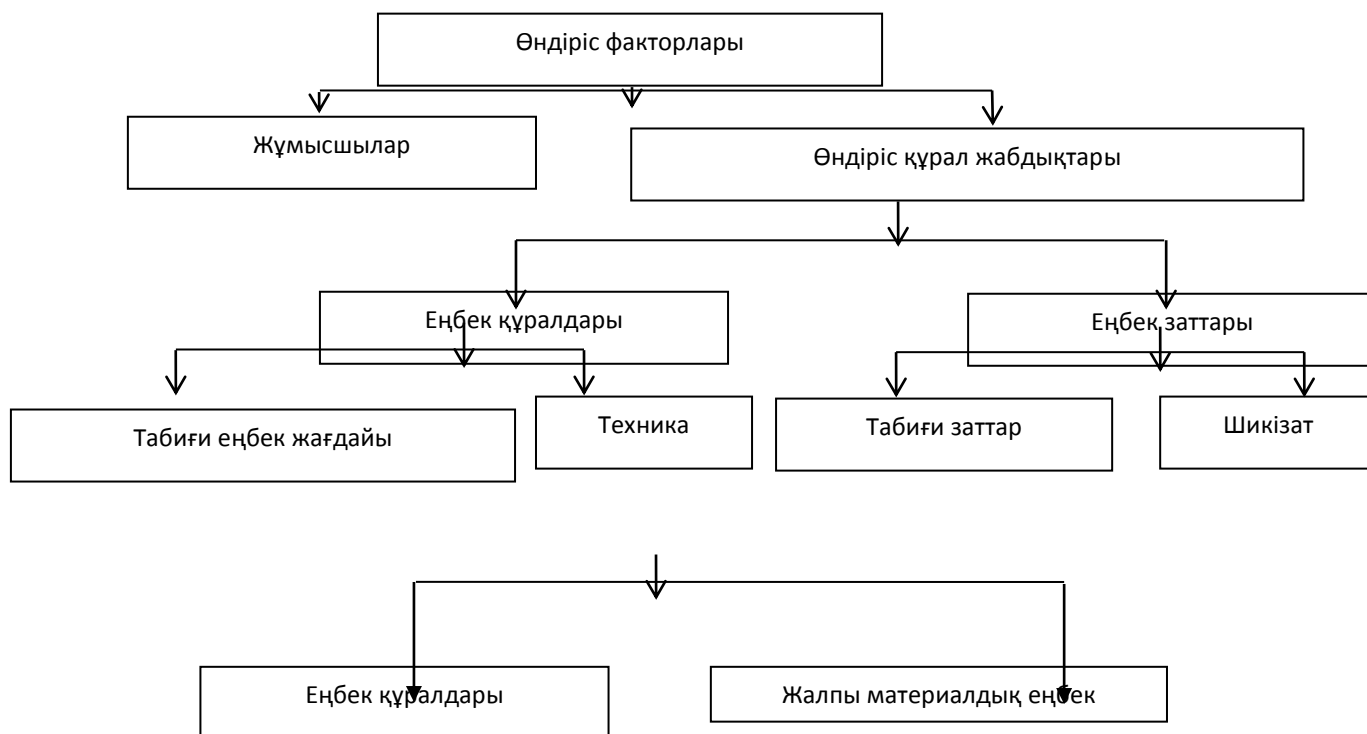 Өндіріс факторлары
Жұмысшылар
Өндіріс құрал жабдықтары
Еңбек құралдары
Еңбек заттары
Табиғи еңбек жағдайы
Техника
Табиғи заттар
Шикізат
Еңбек құралдары
Жалпы материалдық еңбек